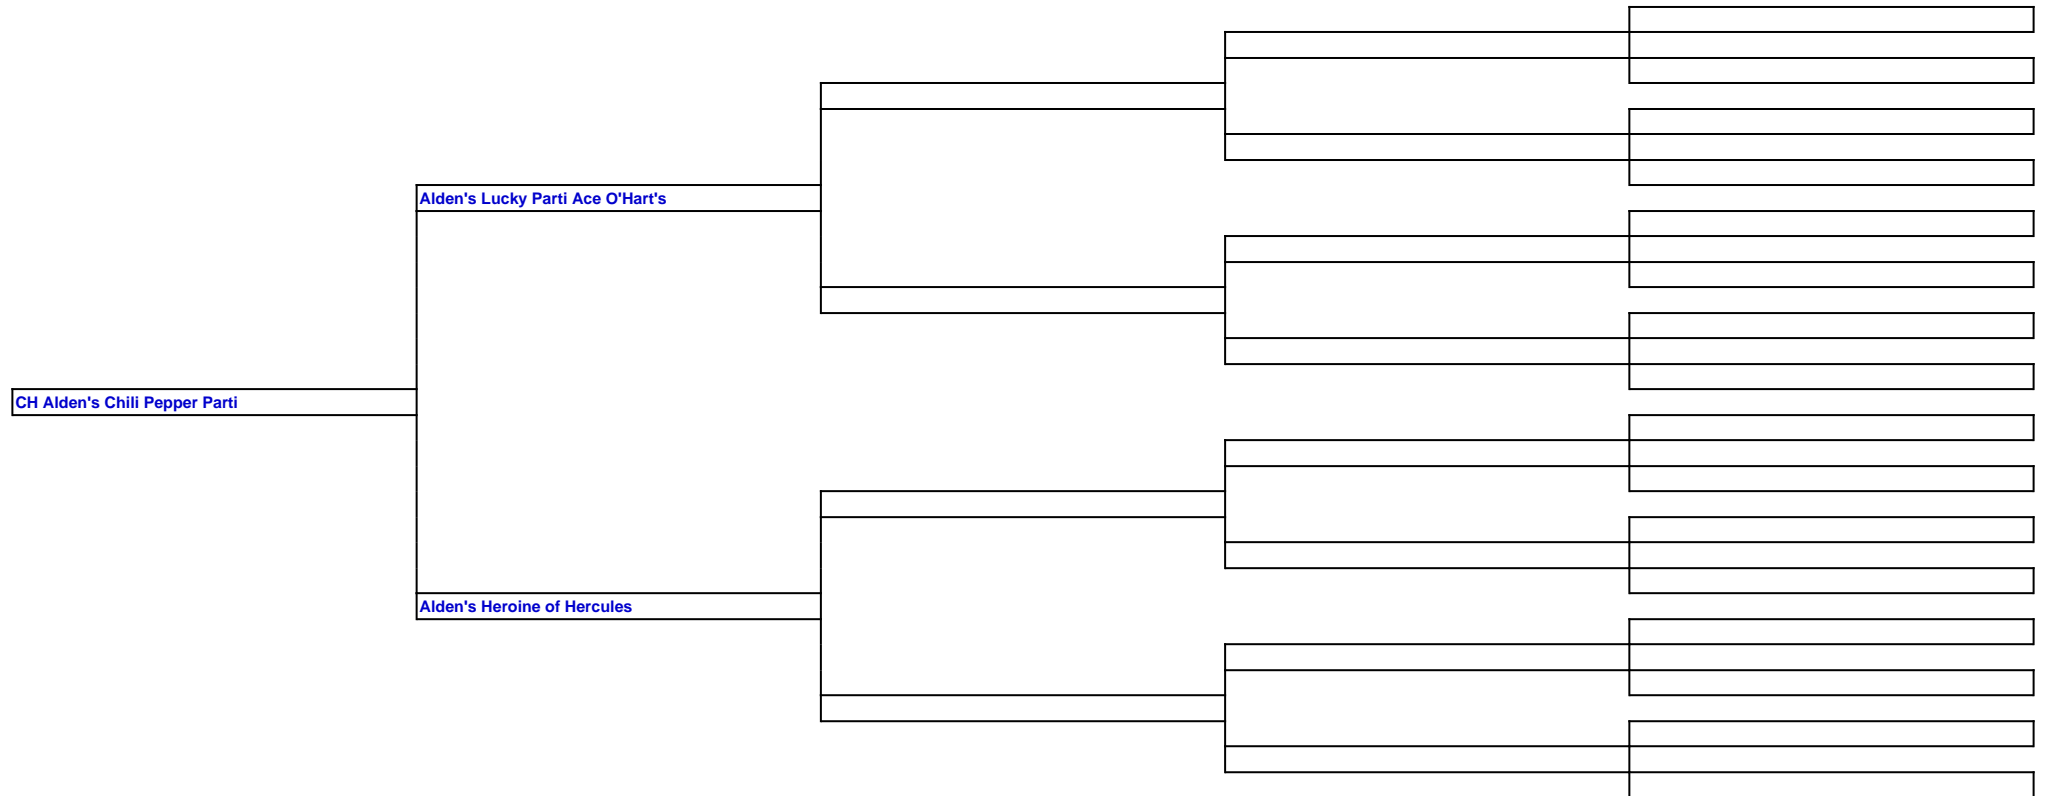 Alden's Lucky Parti Ace O'Hart's
CH Alden's Chili Pepper Parti
Alden's Heroine of Hercules